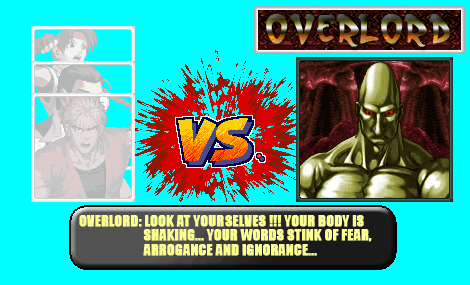 OVERLORD
VS.
OVERLORD: LOOK AT YOURSELVES !!! YOUR BODY IS
SHAKING... YOUR WORDS STINK OF FEAR,
ARROGANCE AND IGNORANCE...